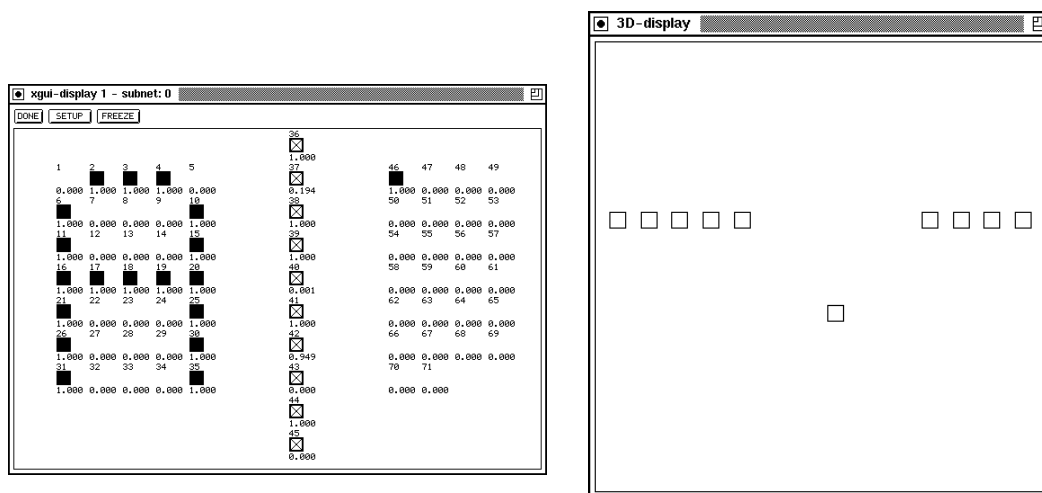 3D-display
xgui-display 1 - subnet: 0
DONE SETUP FREEZE
36
1.000
1 2 3 4 5 37 46 47 48 49
0.000 1.000 1.000 1.000 0.000 0.194 1.000 0.000 0.000 0.000
6 7 8 9 10 38 50 51 52 53
1.000 0.000 0.000 0.000 1.000 1.000 0.000 0.000 0.000 0.000
11 12 13 14 15 39 54 55 56 57
1.000 0.000 0.000 0.000 1.000 1.000 0.000 0.000 0.000 0.000
16 17 18 19 20 40 58 59 60 61
1.000 1.000 1.000 1.000 1.000 0.001 0.000 0.000 0.000 0.000
21 22 23 24 25 41 62 63 64 65
1.000 0.000 0.000 0.000 1.000 1.000 0.000 0.000 0.000 0.000
26 27 28 29 30 42 66 67 68 69
1.000 0.000 0.000 0.000 1.000 0.949 0.000 0.000 0.000 0.000
31 32 33 34 35 43 70 71
1.000 0.000 0.000 0.000 1.000 0.000 0.000 0.000
44
1.000
45
0.000